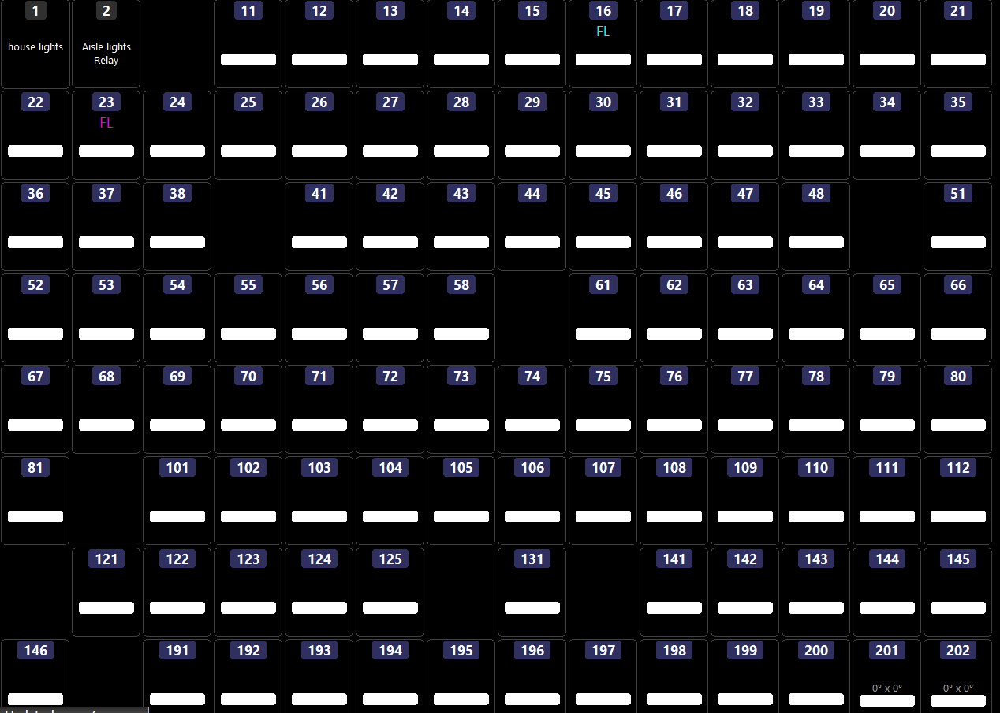 1 2 11 12 13 14 15 16 17 18 19 20 21
FL
house lights Aisle lights
Relay
22 23 24 25 26 27 28 29 30 31 32 33 34 35
FL
36 37 38 41 42 43 44 45 46 47 48 51
52 53 54 55 56 57 58 61 62 63 64 65 66
67 68 69 70 71 72 73 74 75 76 77 78 79 80
81 101 102 103 104 105 106 107 108 109 110 111 112
121 122 123 124 125 131 141 142 143 144 145
146 191 192 193 194 195 196 197 198 199 200 201 202
0° x 0° 0° x 0°